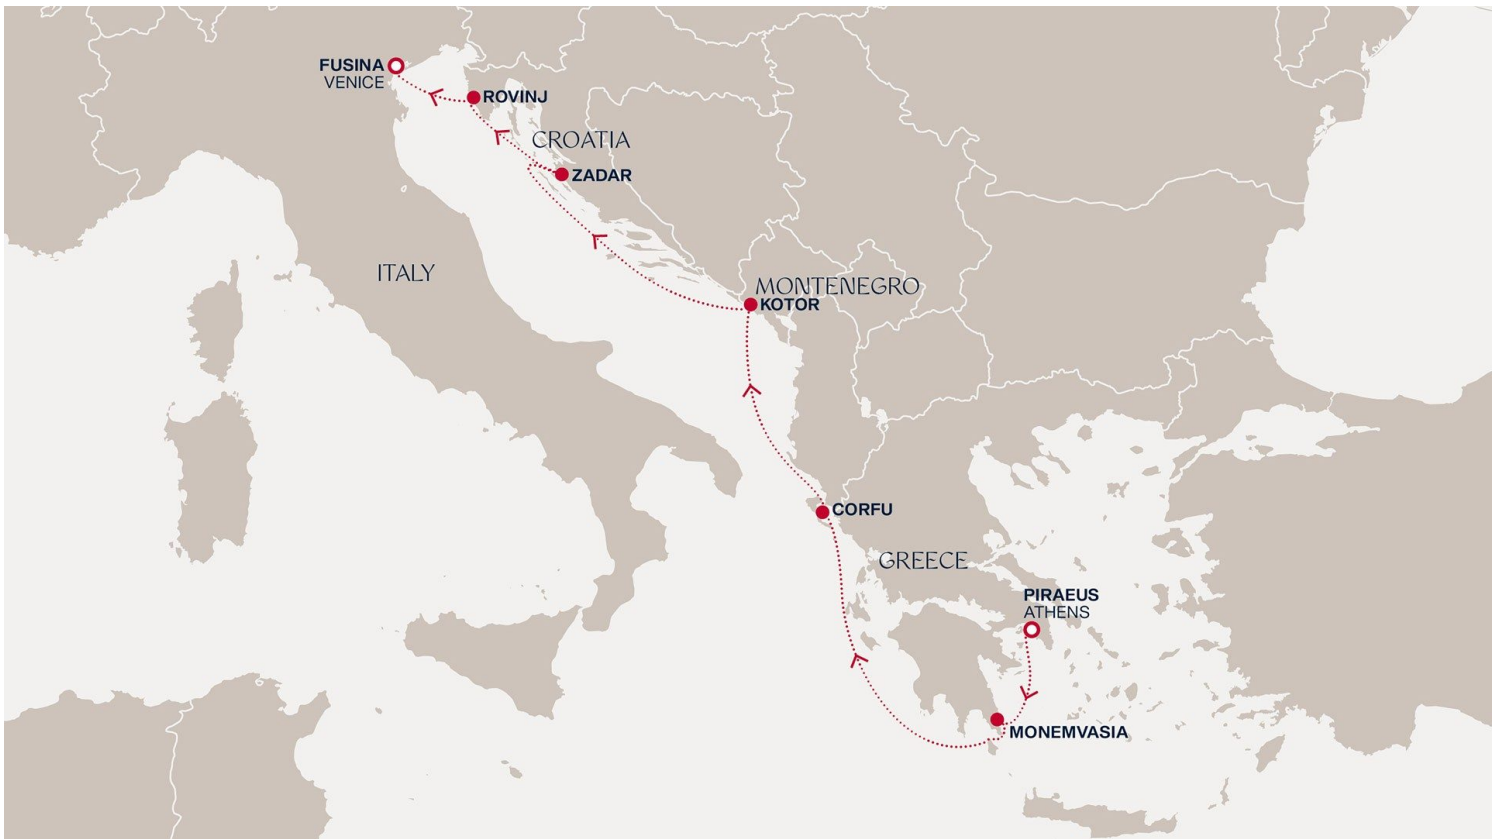 FUSINA
VENICE
ROVINJ
CROATIA
ZADAR
ITALY
MONTENEGRO
KOTOR
CORFU
GREECE
PIRAEUS
ATHENS
MONEMVASIA